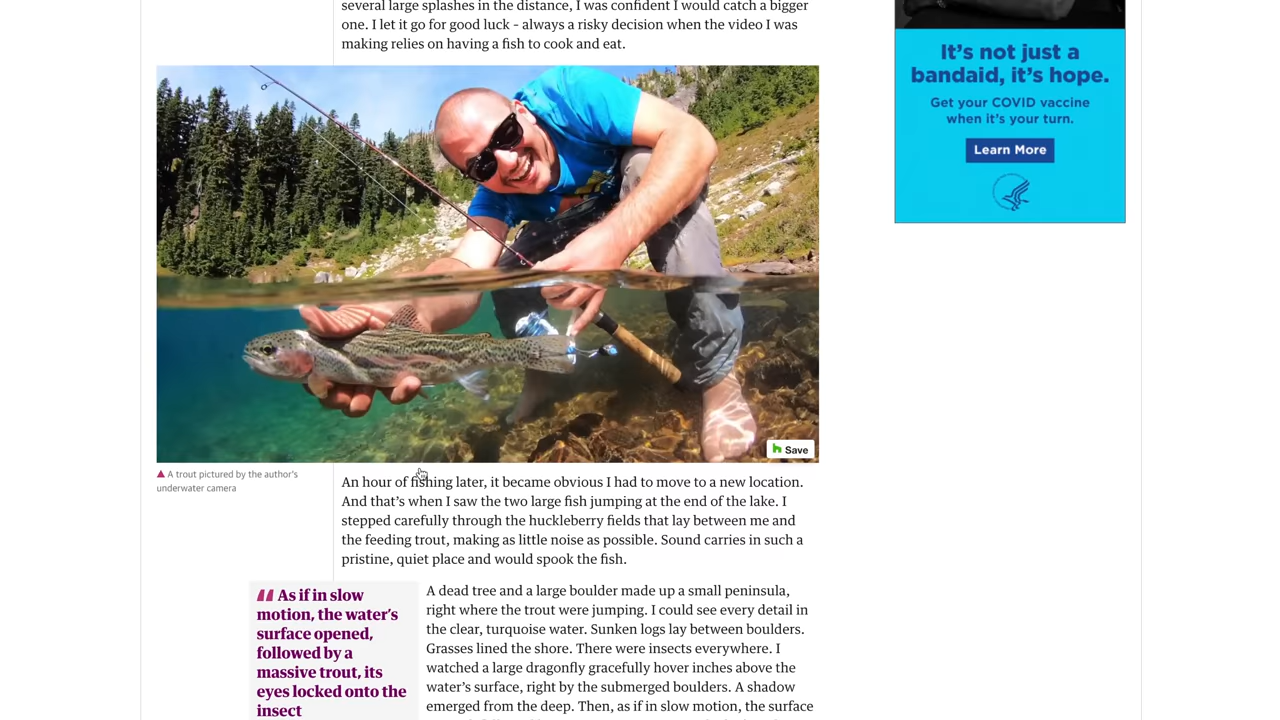 several large splashes in the distance, I was confident I would catch a bigger
one. I let it go for good luck – always a risky decision when the video I was
making relies on having a fish to cook and eat.
It's not just a
bandaid, it's hope.
Get your COVID vaccine
when it's your turn.
Learn More
Save
▲ A trout pictured by the author's
underwater camera
An hour of fishing later, it became obvious I had to move to a new location.
And that's when I saw the two large fish jumping at the end of the lake. I
stepped carefully through the huckleberry fields that lay between me and
the feeding trout, making as little noise as possible. Sound carries in such a
pristine, quiet place and would spook the fish.
As if in slow
motion, the water's
surface opened,
followed by a
massive trout, its
eyes locked onto the
insect
A dead tree and a large boulder made up a small peninsula,
right where the trout were jumping. I could see every detail in
the clear, turquoise water. Sunken logs lay between boulders.
Grasses lined the shore. There were insects everywhere. I
watched a large dragonfly gracefully hover inches above the
water's surface, right by the submerged boulders. A shadow
emerged from the deep. Then, as if in slow motion, the surface